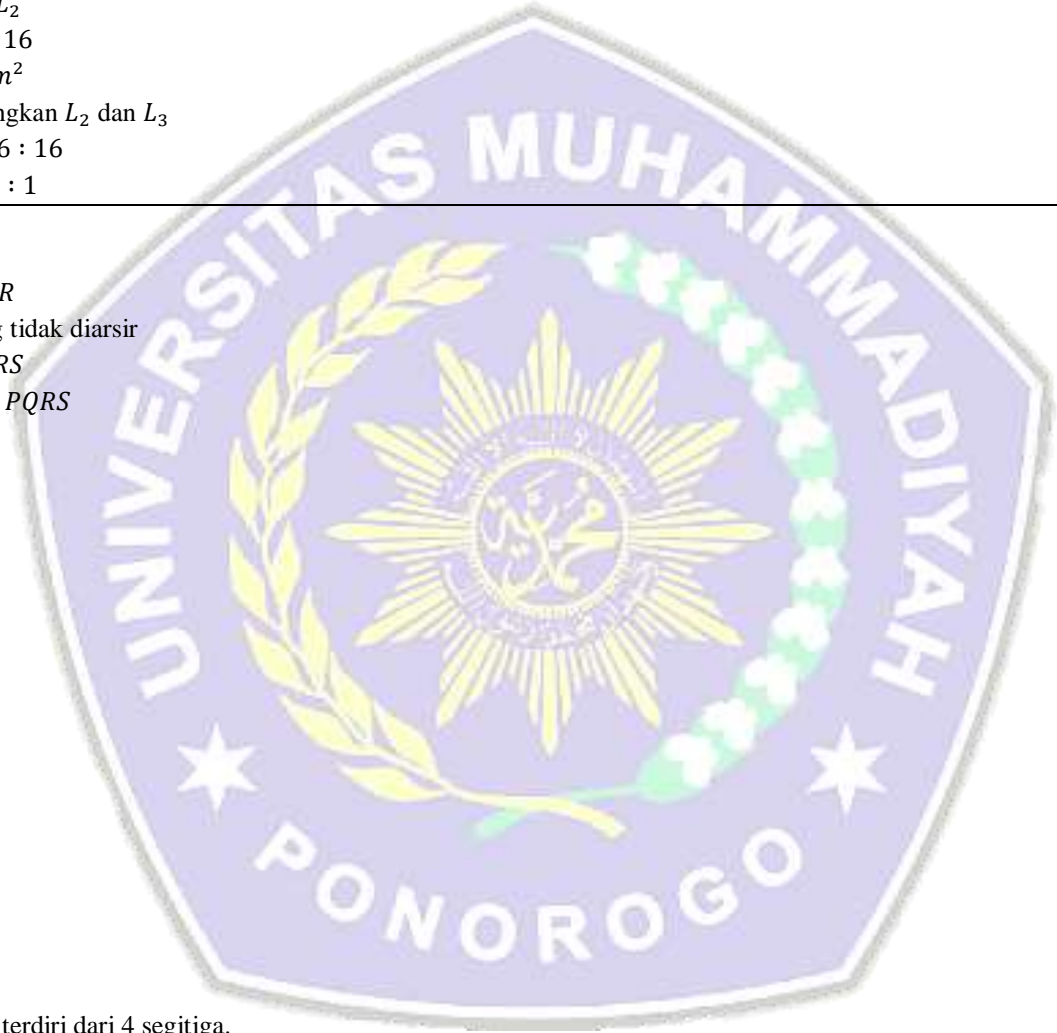 L₂
16
m²
ngkan L₂ dan L₃
6 : 16
: 1
R
g tidak diarsir
RS
PQRS
UNIVERSITAS MUHAMMADIYAH
PONOROGO
terdiri dari 4 segitiga.